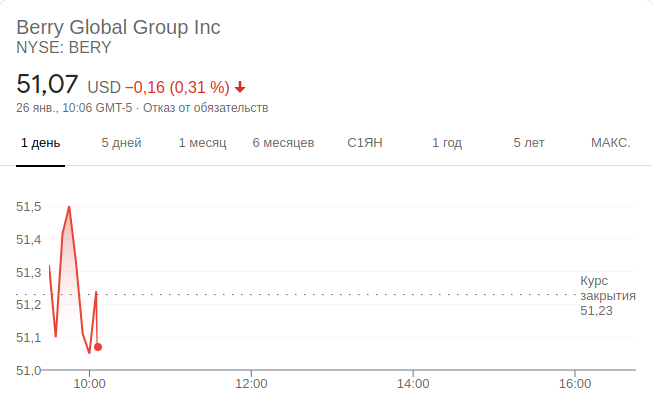 Berry Global Group Inc
NYSE: BERY
51,07 USD −0,16 (0,31 %)
26 янв., 10:06 GMT-5 · Отказ от обязательств
1 день 5 дней 1 месяц 6 месяцев С1ЯН 1 год 5 лет МАКС.
51,5
51,4
51,3
51,2
51,1
51,0
Курс
закрытия
51,23
10:00 12:00 14:00 16:00